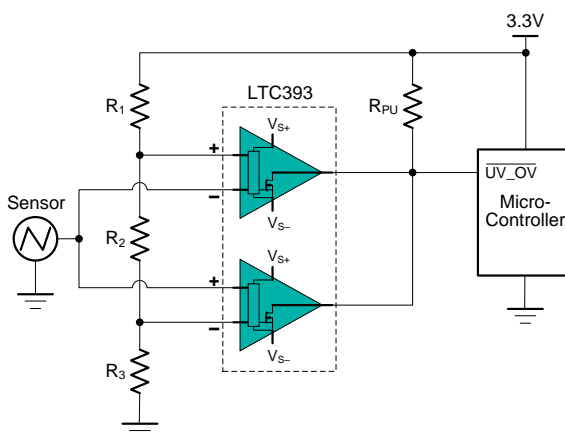 3.3V
LTC393
R1
RPU
+
VS+
–
VS–
UV_OV
Micro-
Controller
Sensor
R2
+
VS+
–
VS–
R3